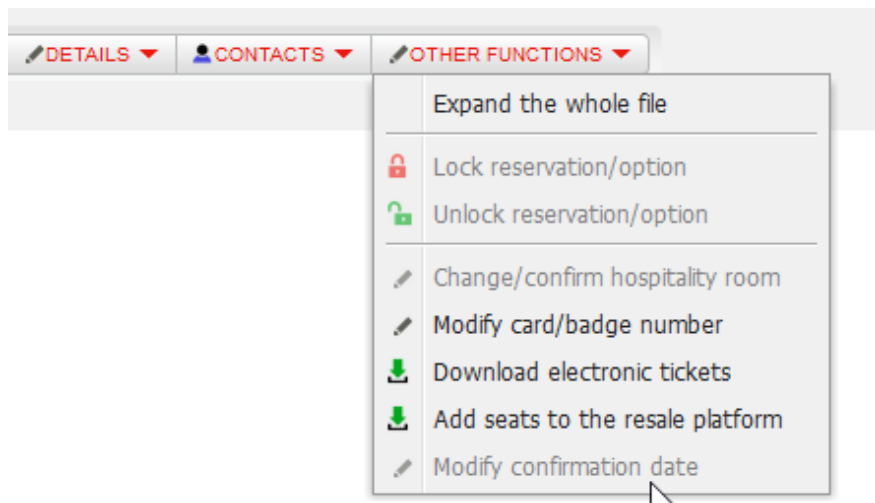 DETAILS
CONTACTS
OTHER FUNCTIONS
Expand the whole file
Lock reservation/option
Unlock reservation/option
Change/confirm hospitality room
Modify card/badge number
Download electronic tickets
Add seats to the resale platform
Modify confirmation date